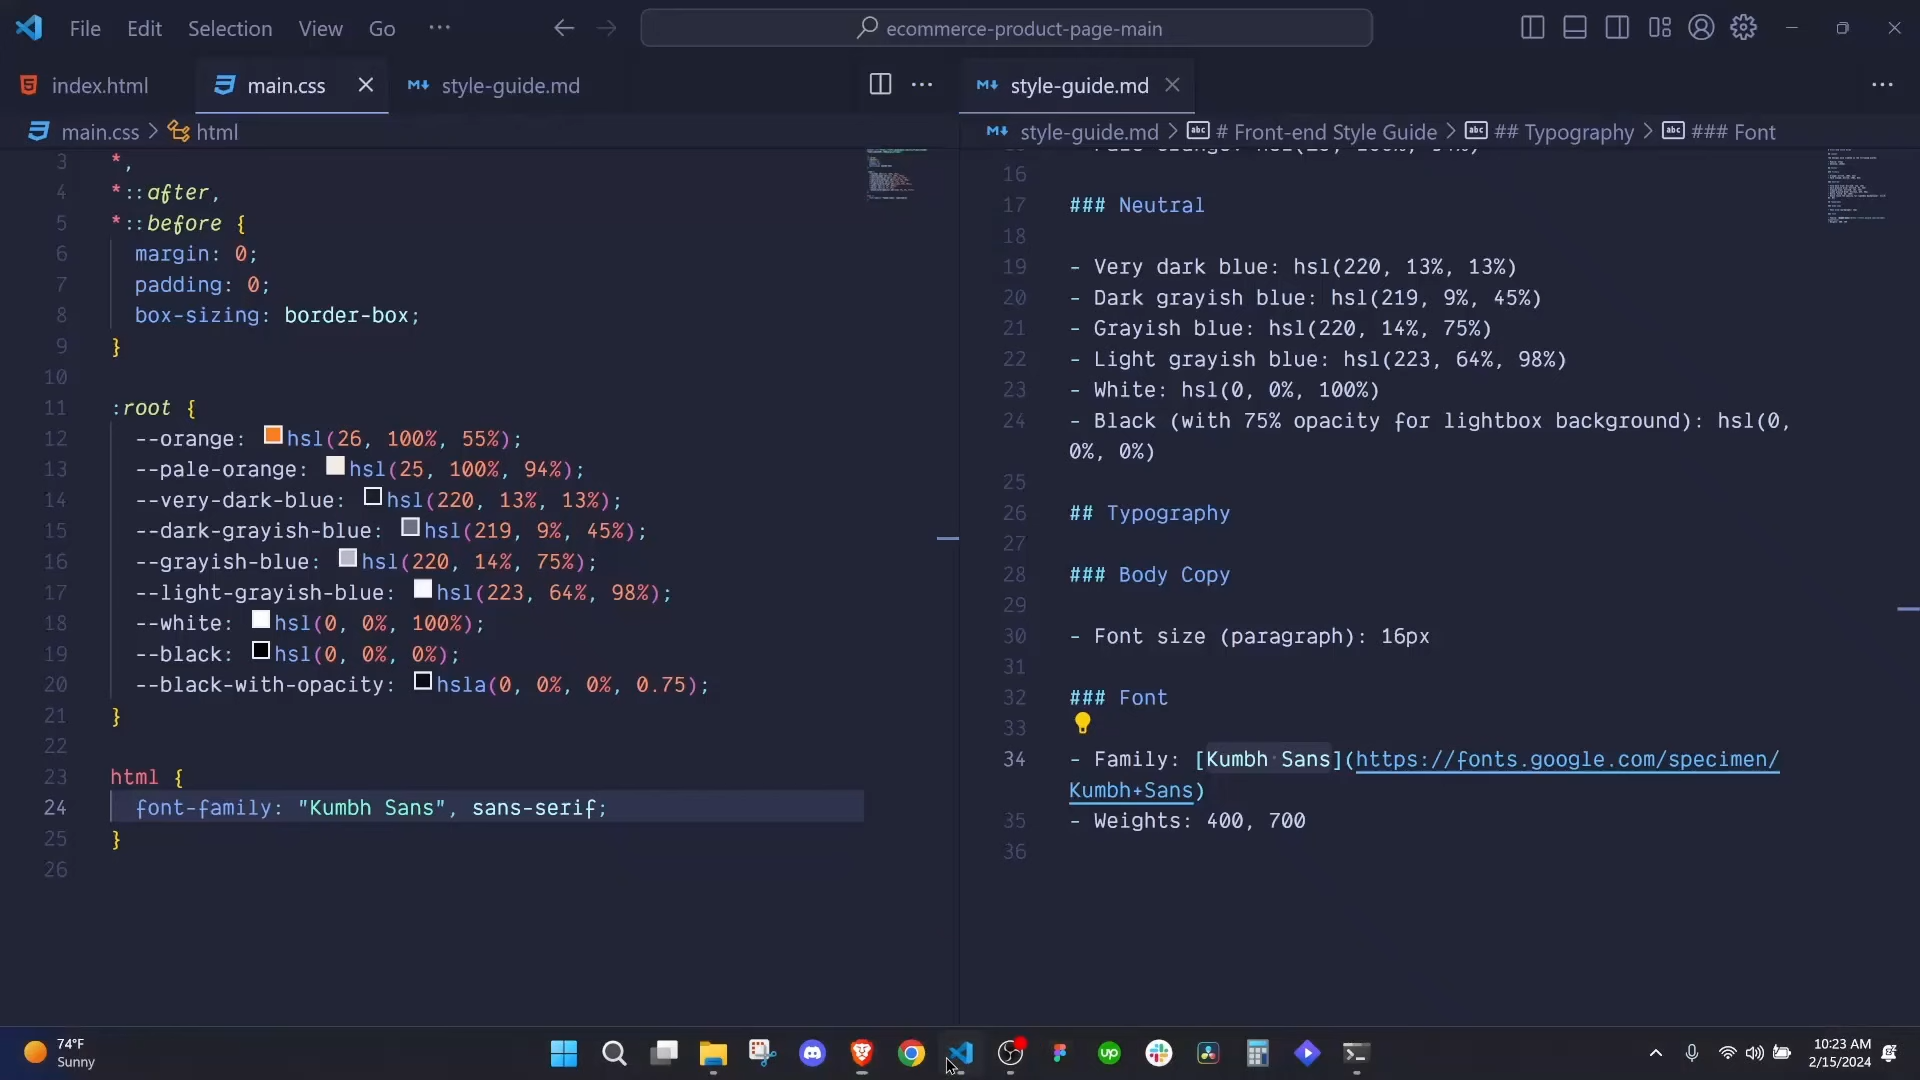 File Edit Selection View Go ···
ecommerce-product-page-main
index.html
main.css
style-guide.md
style-guide.md
main.css > html
style-guide.md > # Front-end Style Guide > ## Typography > ### Font
3 *,
4 *::after,
5 *::before {
6 margin: 0;
7 padding: 0;
8 box-sizing: border-box;
9 }
10
11 :root {
12 --orange: hsl(26, 100%, 55%);
13 --pale-orange: hsl(25, 100%, 94%);
14 --very-dark-blue: hsl(220, 13%, 13%);
15 --dark-grayish-blue: hsl(219, 9%, 45%);
16 --grayish-blue: hsl(220, 14%, 75%);
17 --light-grayish-blue: hsl(223, 64%, 98%);
18 --white: hsl(0, 0%, 100%);
19 --black: hsl(0, 0%, 0%);
20 --black-with-opacity: hsla(0, 0%, 0%, 0.75);
21 }
22
23 html {
24 font-family: "Kumbh Sans", sans-serif;
25 }
26
16
17 ### Neutral
18
19 - Very dark blue: hsl(220, 13%, 13%)
20 - Dark grayish blue: hsl(219, 9%, 45%)
21 - Grayish blue: hsl(220, 14%, 75%)
22 - Light grayish blue: hsl(223, 64%, 98%)
23 - White: hsl(0, 0%, 100%)
24 - Black (with 75% opacity for lightbox background): hsl(0,
0%, 0%)
25
26 ## Typography
27
28 ### Body Copy
29
30 - Font size (paragraph): 16px
31
32 ### Font
33
34 - Family: [Kumbh Sans](https://fonts.google.com/specimen/
Kumbh+Sans)
35 - Weights: 400, 700
36
74°F
Sunny
up
10:23 AM
2/15/2024